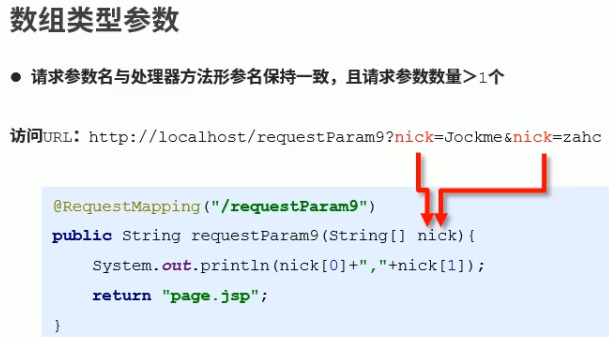 数组类型参数
● 请求参数名与处理器方法形参名保持一致，且请求参数数量＞1个
访问URL：http://localhost/requestParam9?nick=Jockme&nick=zahc
@RequestMapping("/requestParam9")
public String requestParam9(String[] nick){
System.out.println(nick[0]+","+nick[1]);
return "page.jsp";
}